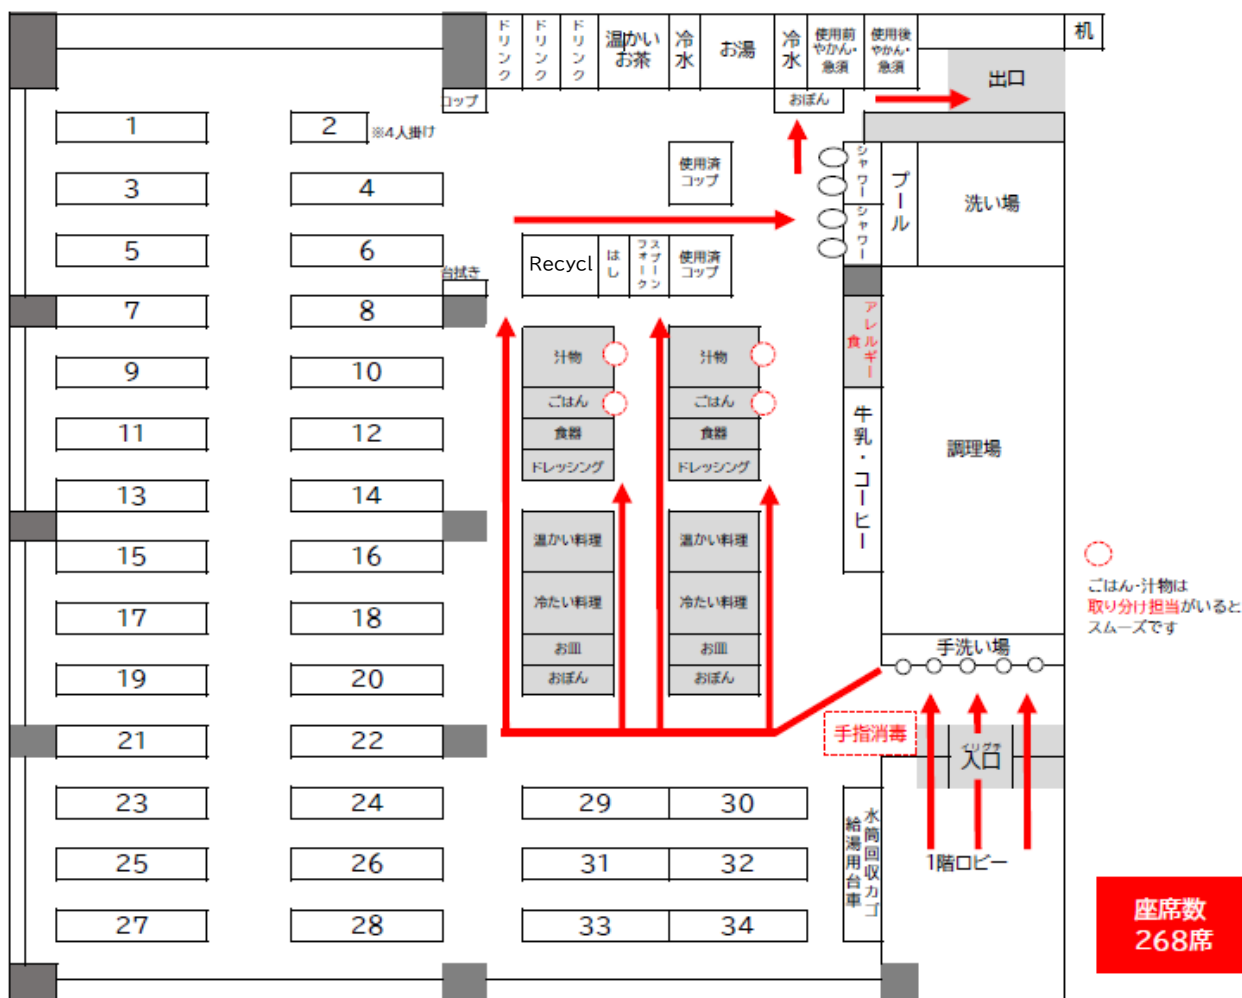 ドリンク
ドリンク
ドリンク
温かい
お茶
冷水
お湯
冷水
使用前
やかん・
急須
使用後
やかん・
急須
机
出口
コップ
おぼん
1
2
※4人掛け
使用済
コップ
シャワー
シャワー
プール
洗い場
3
4
5
6
台拭き
Recycl
はし
スプーン
フォーク
使用済
コップ
7
8
アレルギー
食
汁物
汁物
9
10
ごはん
ごはん
11
12
食器
食器
牛乳・コーヒー
調理場
ドレッシング
ドレッシング
13
14
15
16
温かい料理
温かい料理
17
18
冷たい料理
冷たい料理
ごはん・汁物は
取り分け担当がいると
スムーズです
お皿
お皿
手洗い場
19
20
おぼん
おぼん
21
22
手指消毒
イリグチ
入口
23
24
29
30
水筒回収カゴ
給湯用台車
25
26
31
32
1階ロビー
27
28
33
34
座席数
268席